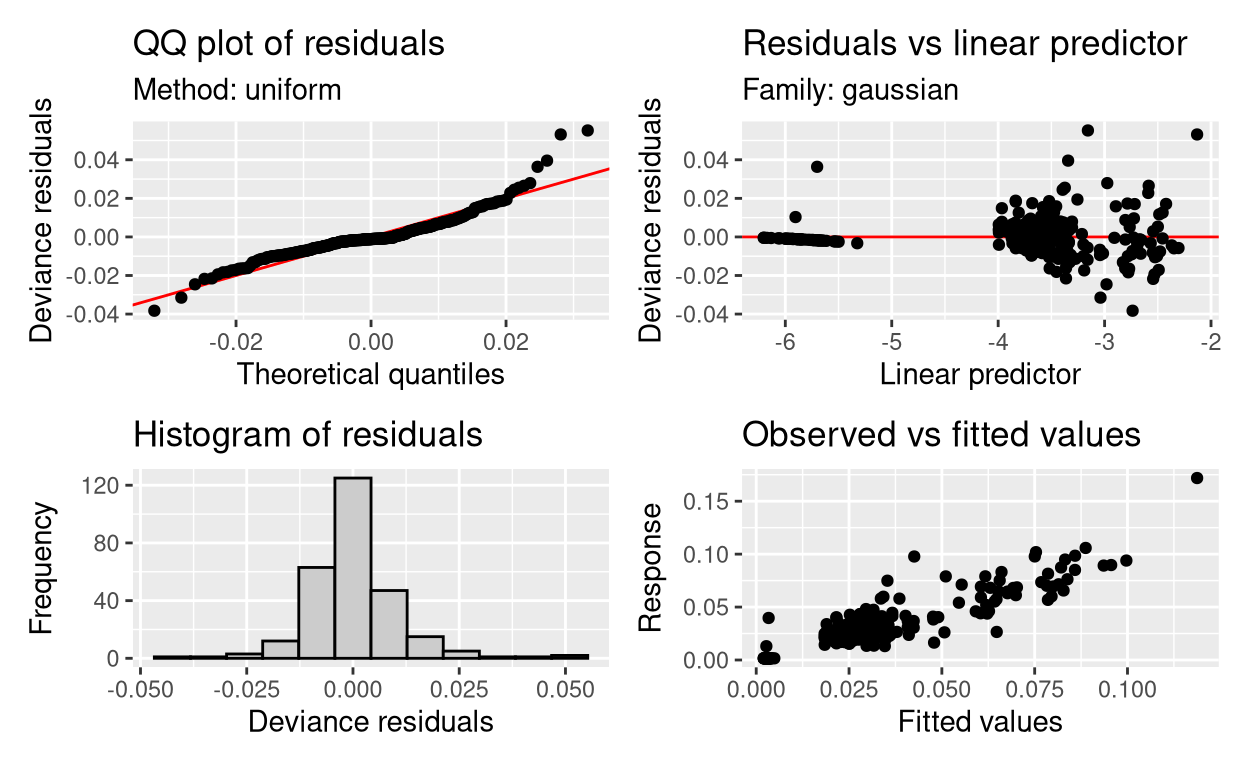 QQ plot of residuals
Method: uniform
Deviance residuals
0.04
0.02
0.00
-0.02
-0.04
-0.02
0.00
0.02
Theoretical quantiles
Residuals vs linear predictor
Family: gaussian
Deviance residuals
0.04
0.02
0.00
-0.02
-0.04
-6
-5
-4
-3
-2
Linear predictor
Histogram of residuals
Frequency
120
80
40
0
-0.050
-0.025
0.000
0.025
0.050
Deviance residuals
Observed vs fitted values
Response
0.15
0.10
0.05
0.00
0.000
0.025
0.050
0.075
0.100
Fitted values